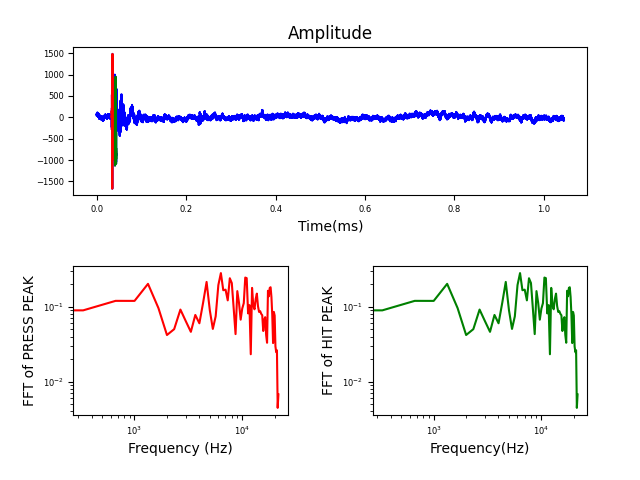 Amplitude
1500
1000
500
0
−500
−1000
−1500
0.0 0.2 0.4 0.6 0.8 1.0
Time(ms)
FFT of PRESS PEAK
10⁻¹
10⁻²
10³ 10⁴
Frequency (Hz)
FFT of HIT PEAK
10⁻¹
10⁻²
10³ 10⁴
Frequency(Hz)